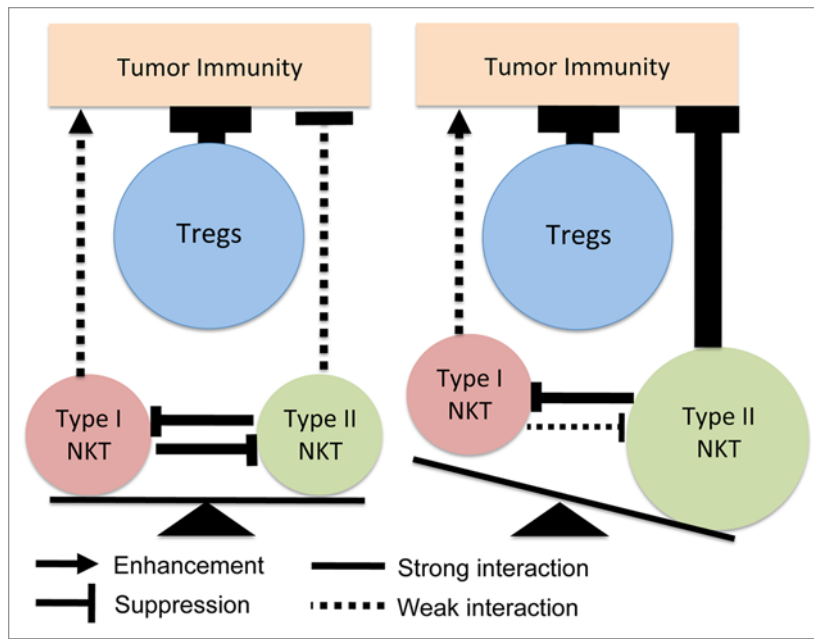 Tumor Immunity
Tregs
Type I
NKT
Type II
NKT
Tumor Immunity
Tregs
Type I
NKT
Type II
NKT
Enhancement
Suppression
Strong interaction
Weak interaction